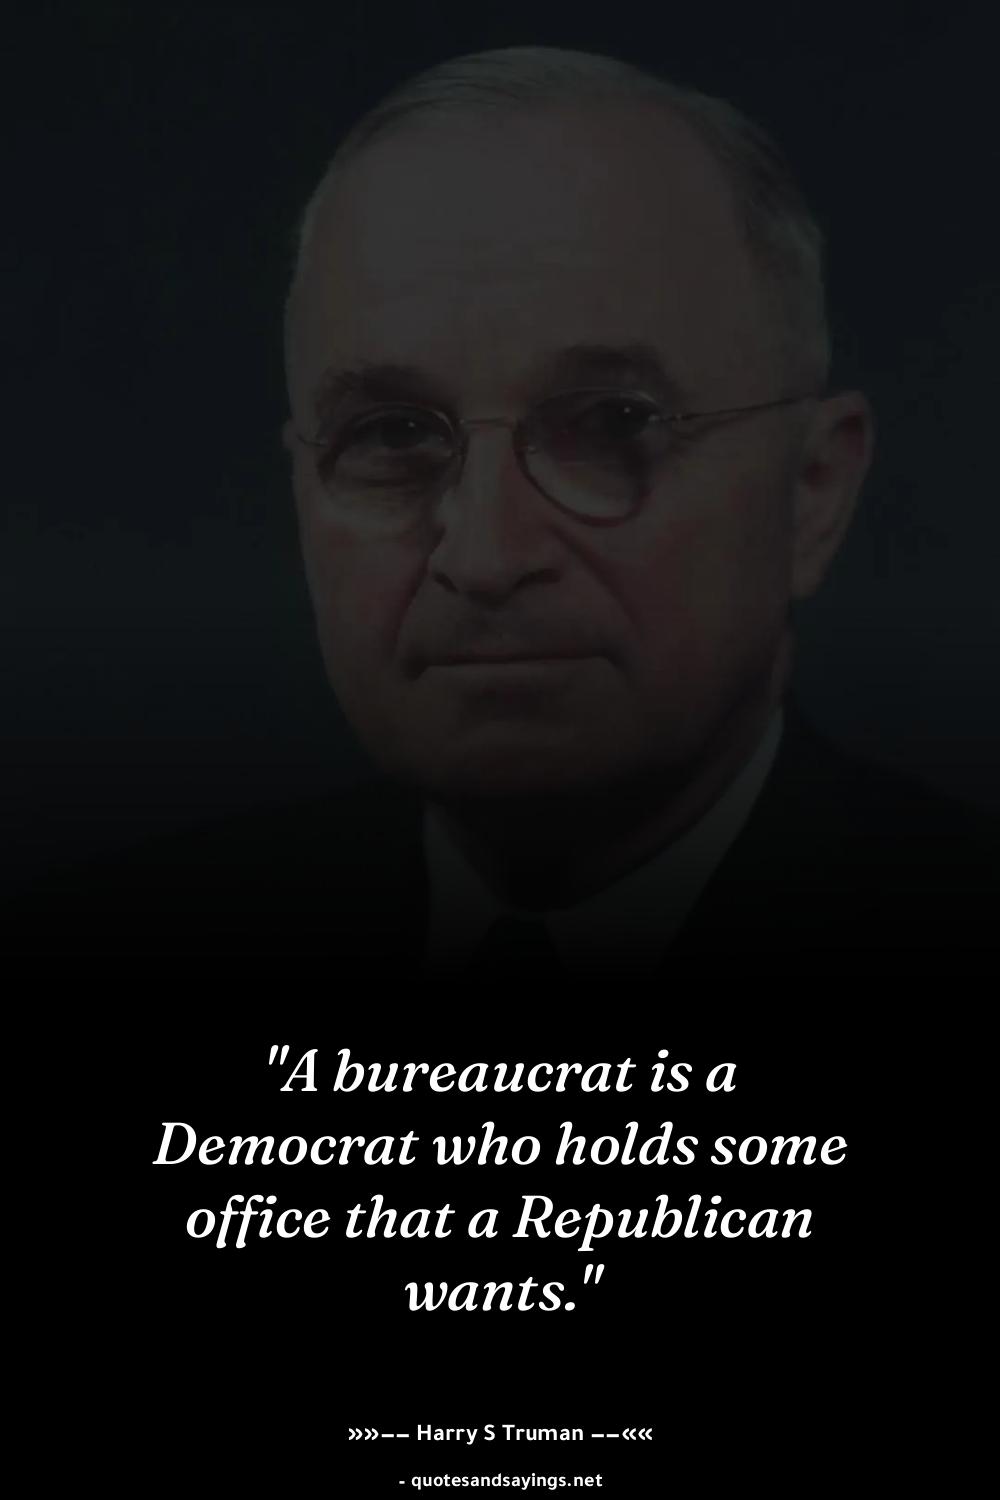 "A bureaucrat is a
Democrat who holds some
office that a Republican
wants."
»»–– Harry S Truman ––««
- quotesandsayings.net